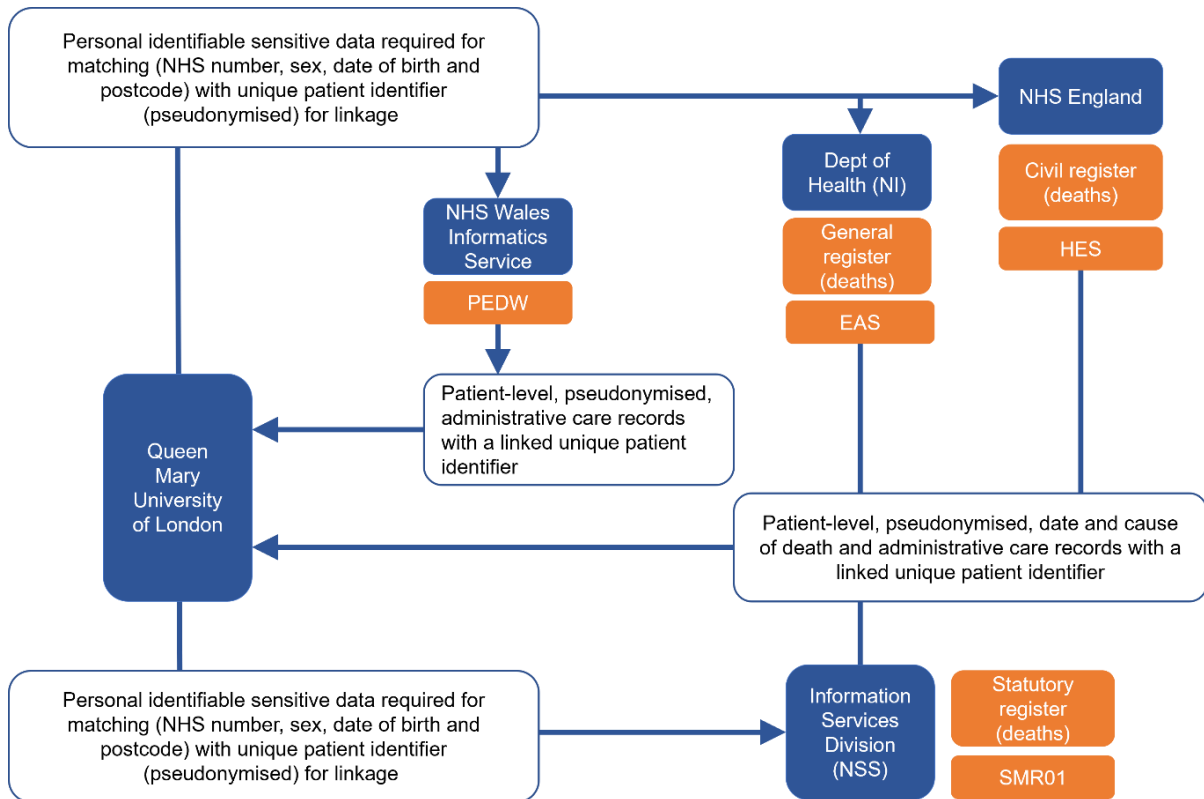 Personal identifiable sensitive data required for
matching (NHS number, sex, date of birth and
postcode) with unique patient identifier
(pseudonymised) for linkage
NHS England
Dept of
Health (NI)
Civil register
(deaths)
NHS Wales
Informatics
Service
General
register
(deaths)
HES
PEDW
EAS
Patient-level, pseudonymised,
administrative care records
with a linked unique patient
identifier
Queen
Mary
University
of London
Patient-level, pseudonymised, date and cause
of death and administrative care records with a
linked unique patient identifier
Personal identifiable sensitive data required for
matching (NHS number, sex, date of birth and
postcode) with unique patient identifier
(pseudonymised) for linkage
Information
Services
Division
(NSS)
Statutory
register
(deaths)
SMR01